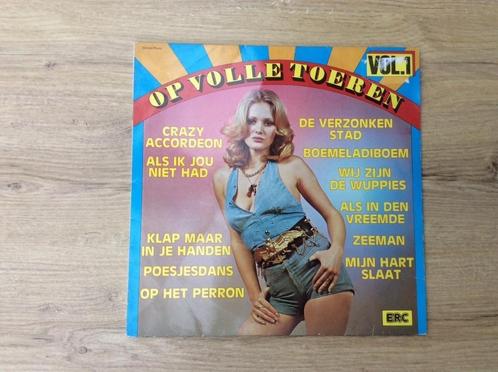 OP VOLLE TOEREN
VOL.1
CRAZY
ACCORDEON
ALS IK JOU
NIET HAD
KLAP MAAR
IN JE HANDEN
POESJESDANS
OP HET PERRON
DE VERZONKEN
STAD
BOEMELADIBOEM
WIJ ZIJN
DE WUPPIES
ALS IN DEN
VREEMDE
ZEEMAN
MIJN HART
SLAAT
ERC